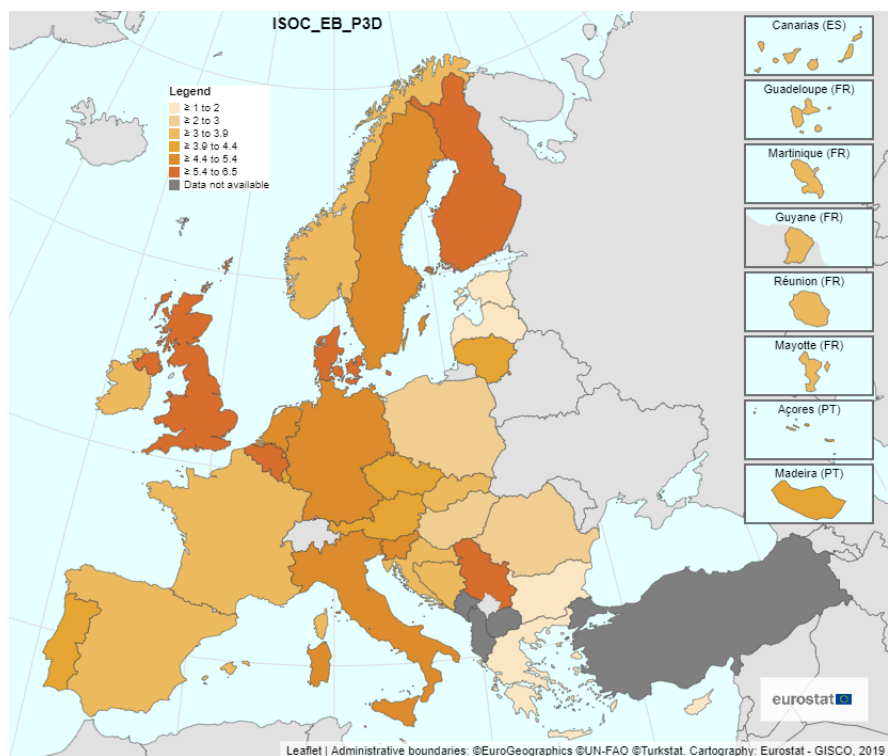 ISOC_EB_P3D
Legend
≥ 1 to 2
≥ 2 to 3
≥ 3 to 3.9
≥ 3.9 to 4.4
≥ 4.4 to 5.4
≥ 5.4 to 6.5
Data not available
Canarias (ES)
Guadeloupe (FR)
Martinique (FR)
Guyane (FR)
Réunion (FR)
Mayotte (FR)
Açores (PT)
Madeira (PT)
eurostat
Leaflet | Administrative boundaries: ©EuroGeographics ©UN-FAO ©Turkstat, Cartography: Eurostat - GISCO, 2019